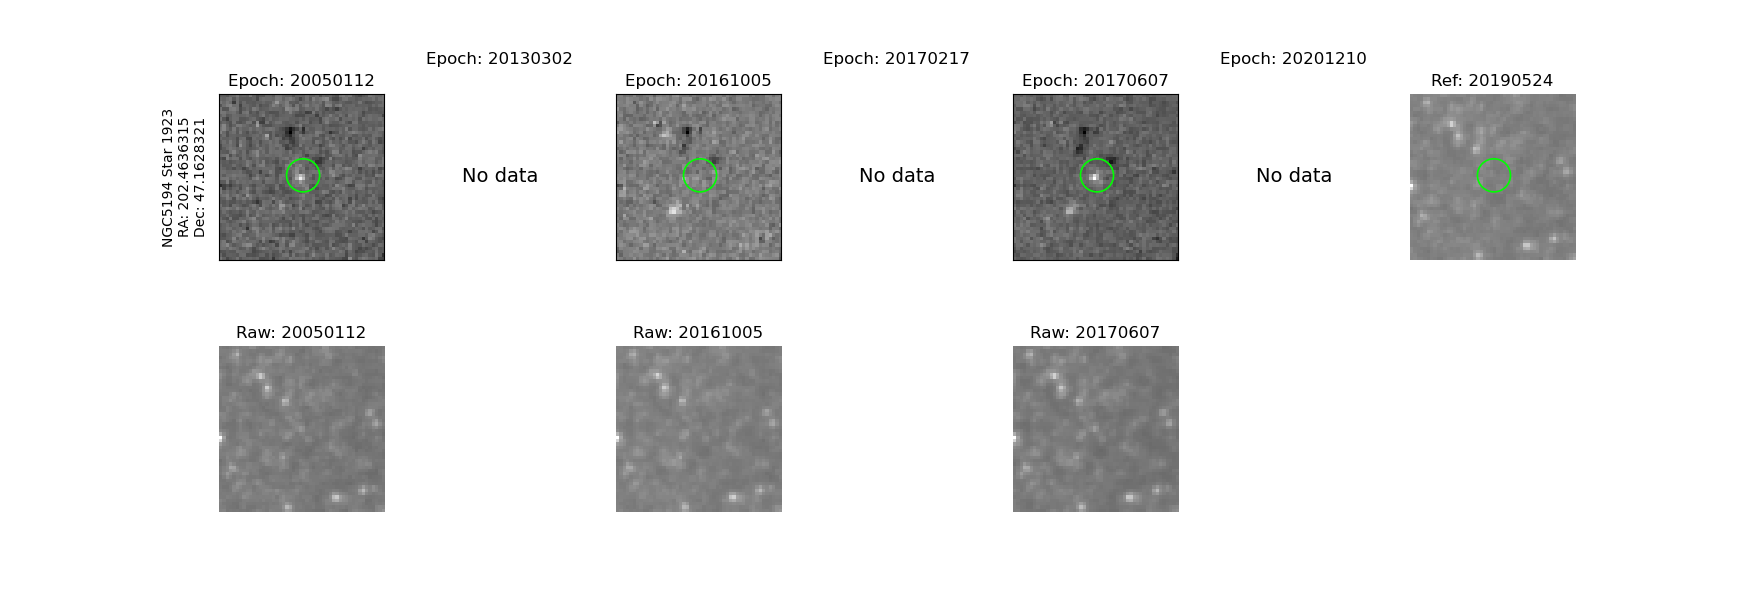 Epoch: 20130302
Epoch: 20170217
Epoch: 20201210
Epoch: 20050112
Epoch: 20161005
Epoch: 20170607
Ref: 20190524
NGC5194 Star 1923
RA: 202.4636315
Dec: 47.1628321
No data
No data
No data
Raw: 20050112
Raw: 20161005
Raw: 20170607